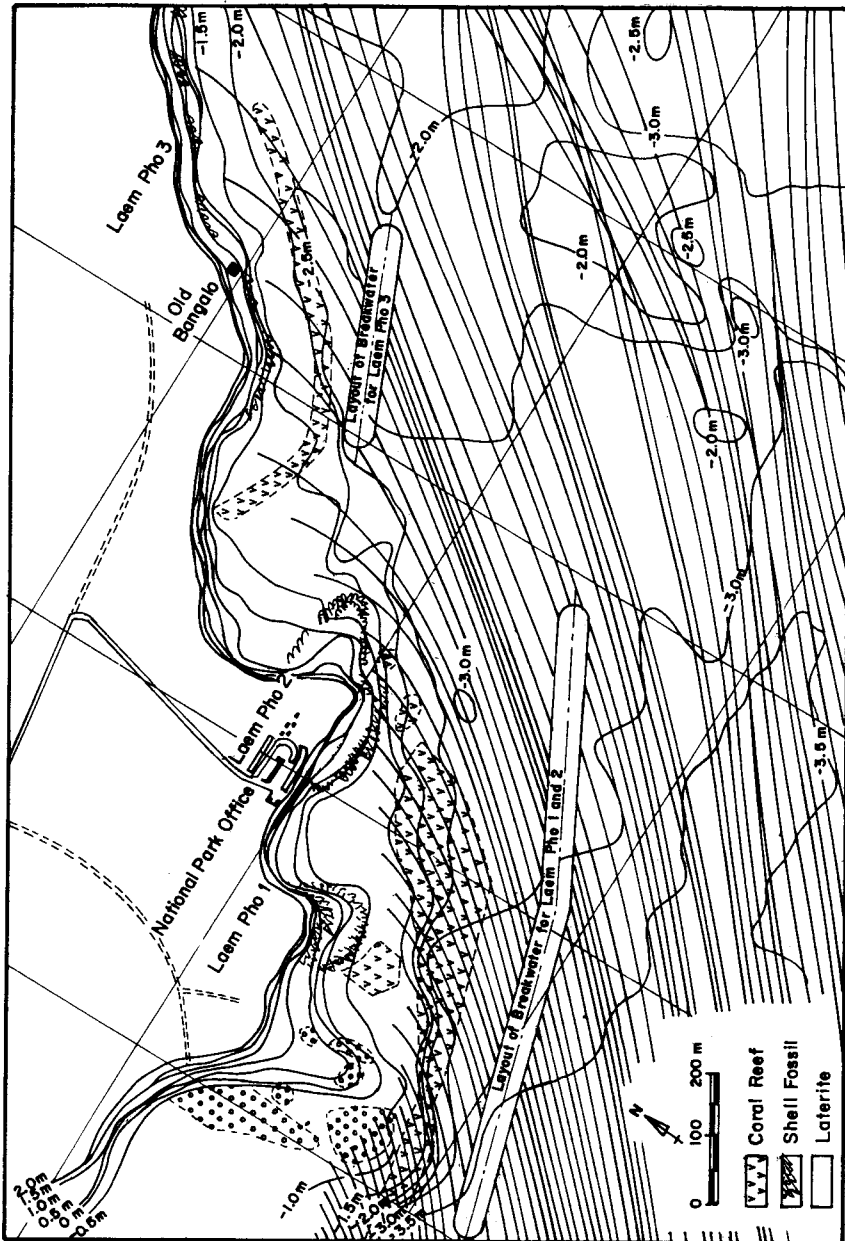 Laem Pho 3
Old
Bangalo
Laem Pho 2
National Park Office
Laem Pho 1
2.0m
1.5m
1.0 m
0.5 m
0 m
-0.5m
-1.0 m
-1.5m
-2.0m
-3.0m
-3.5m
-1.5m
-2.0m
-2.5m
-2.0m
-2.5m
-3.0m
-2.0m
-2.5m
-3.0m
-2.0m
-3.0m
-3.0m
-3.5m
Layout of Breakwater
for Laem Pho 3
Layout of Breakwater for Laem Pho 1 and 2
N
0 100 200 m
Coral Reef
Shell Fossil
Laterite